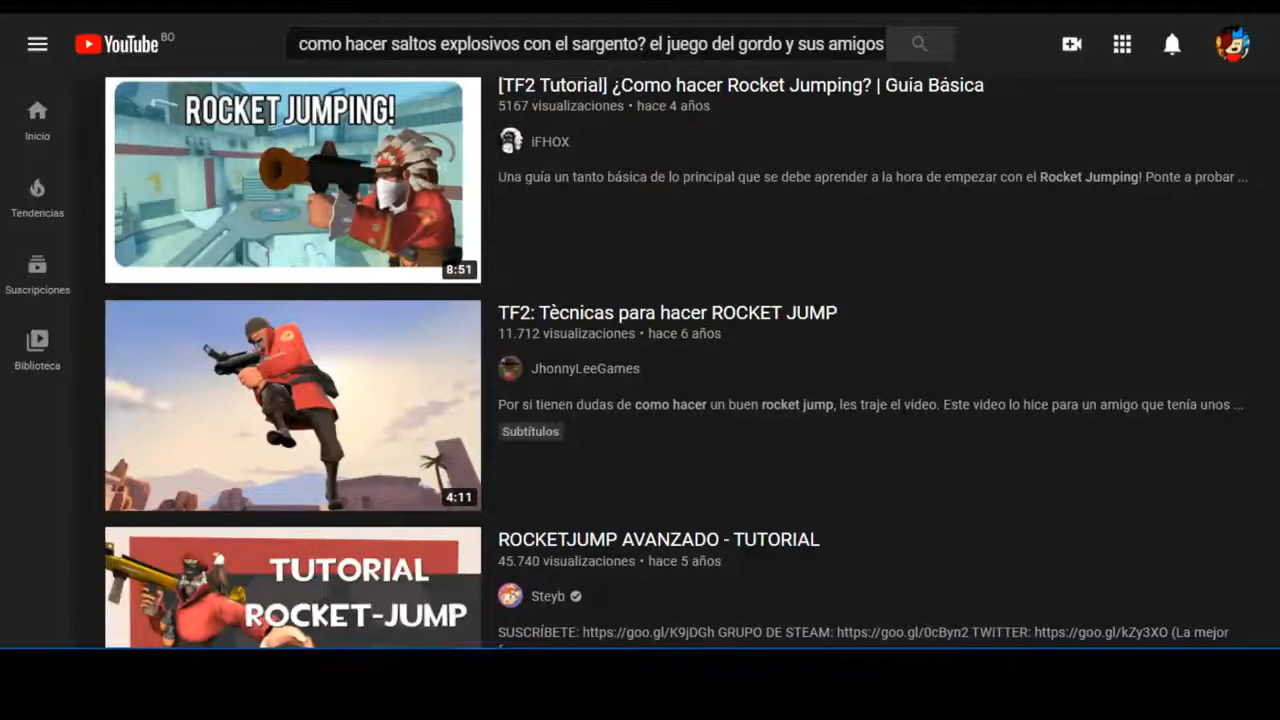 YouTube BO
como hacer saltos explosivos con el sargento? el juego del gordo y sus amigos
Inicio
Tendencias
Suscripciones
Biblioteca
ROCKET JUMPING!
8:51
[TF2 Tutorial] ¿Como hacer Rocket Jumping? | Guía Básica
5167 visualizaciones • hace 4 años
iFHOX
Una guía un tanto básica de lo principal que se debe aprender a la hora de empezar con el Rocket Jumping! Ponte a probar ...
4:11
TF2: Tècnicas para hacer ROCKET JUMP
11.712 visualizaciones • hace 6 años
JhonnyLeeGames
Por si tienen dudas de como hacer un buen rocket jump, les traje el vídeo. Este video lo hice para un amigo que tenía unos ...
Subtítulos
TUTORIAL
ROCKET-JUMP
ROCKETJUMP AVANZADO - TUTORIAL
45.740 visualizaciones • hace 5 años
Steyb
SUSCRÍBETE: https://goo.gl/K9jDGh GRUPO DE STEAM: https://goo.gl/0cByn2 TWITTER: https://goo.gl/kZy3XO (La mejor